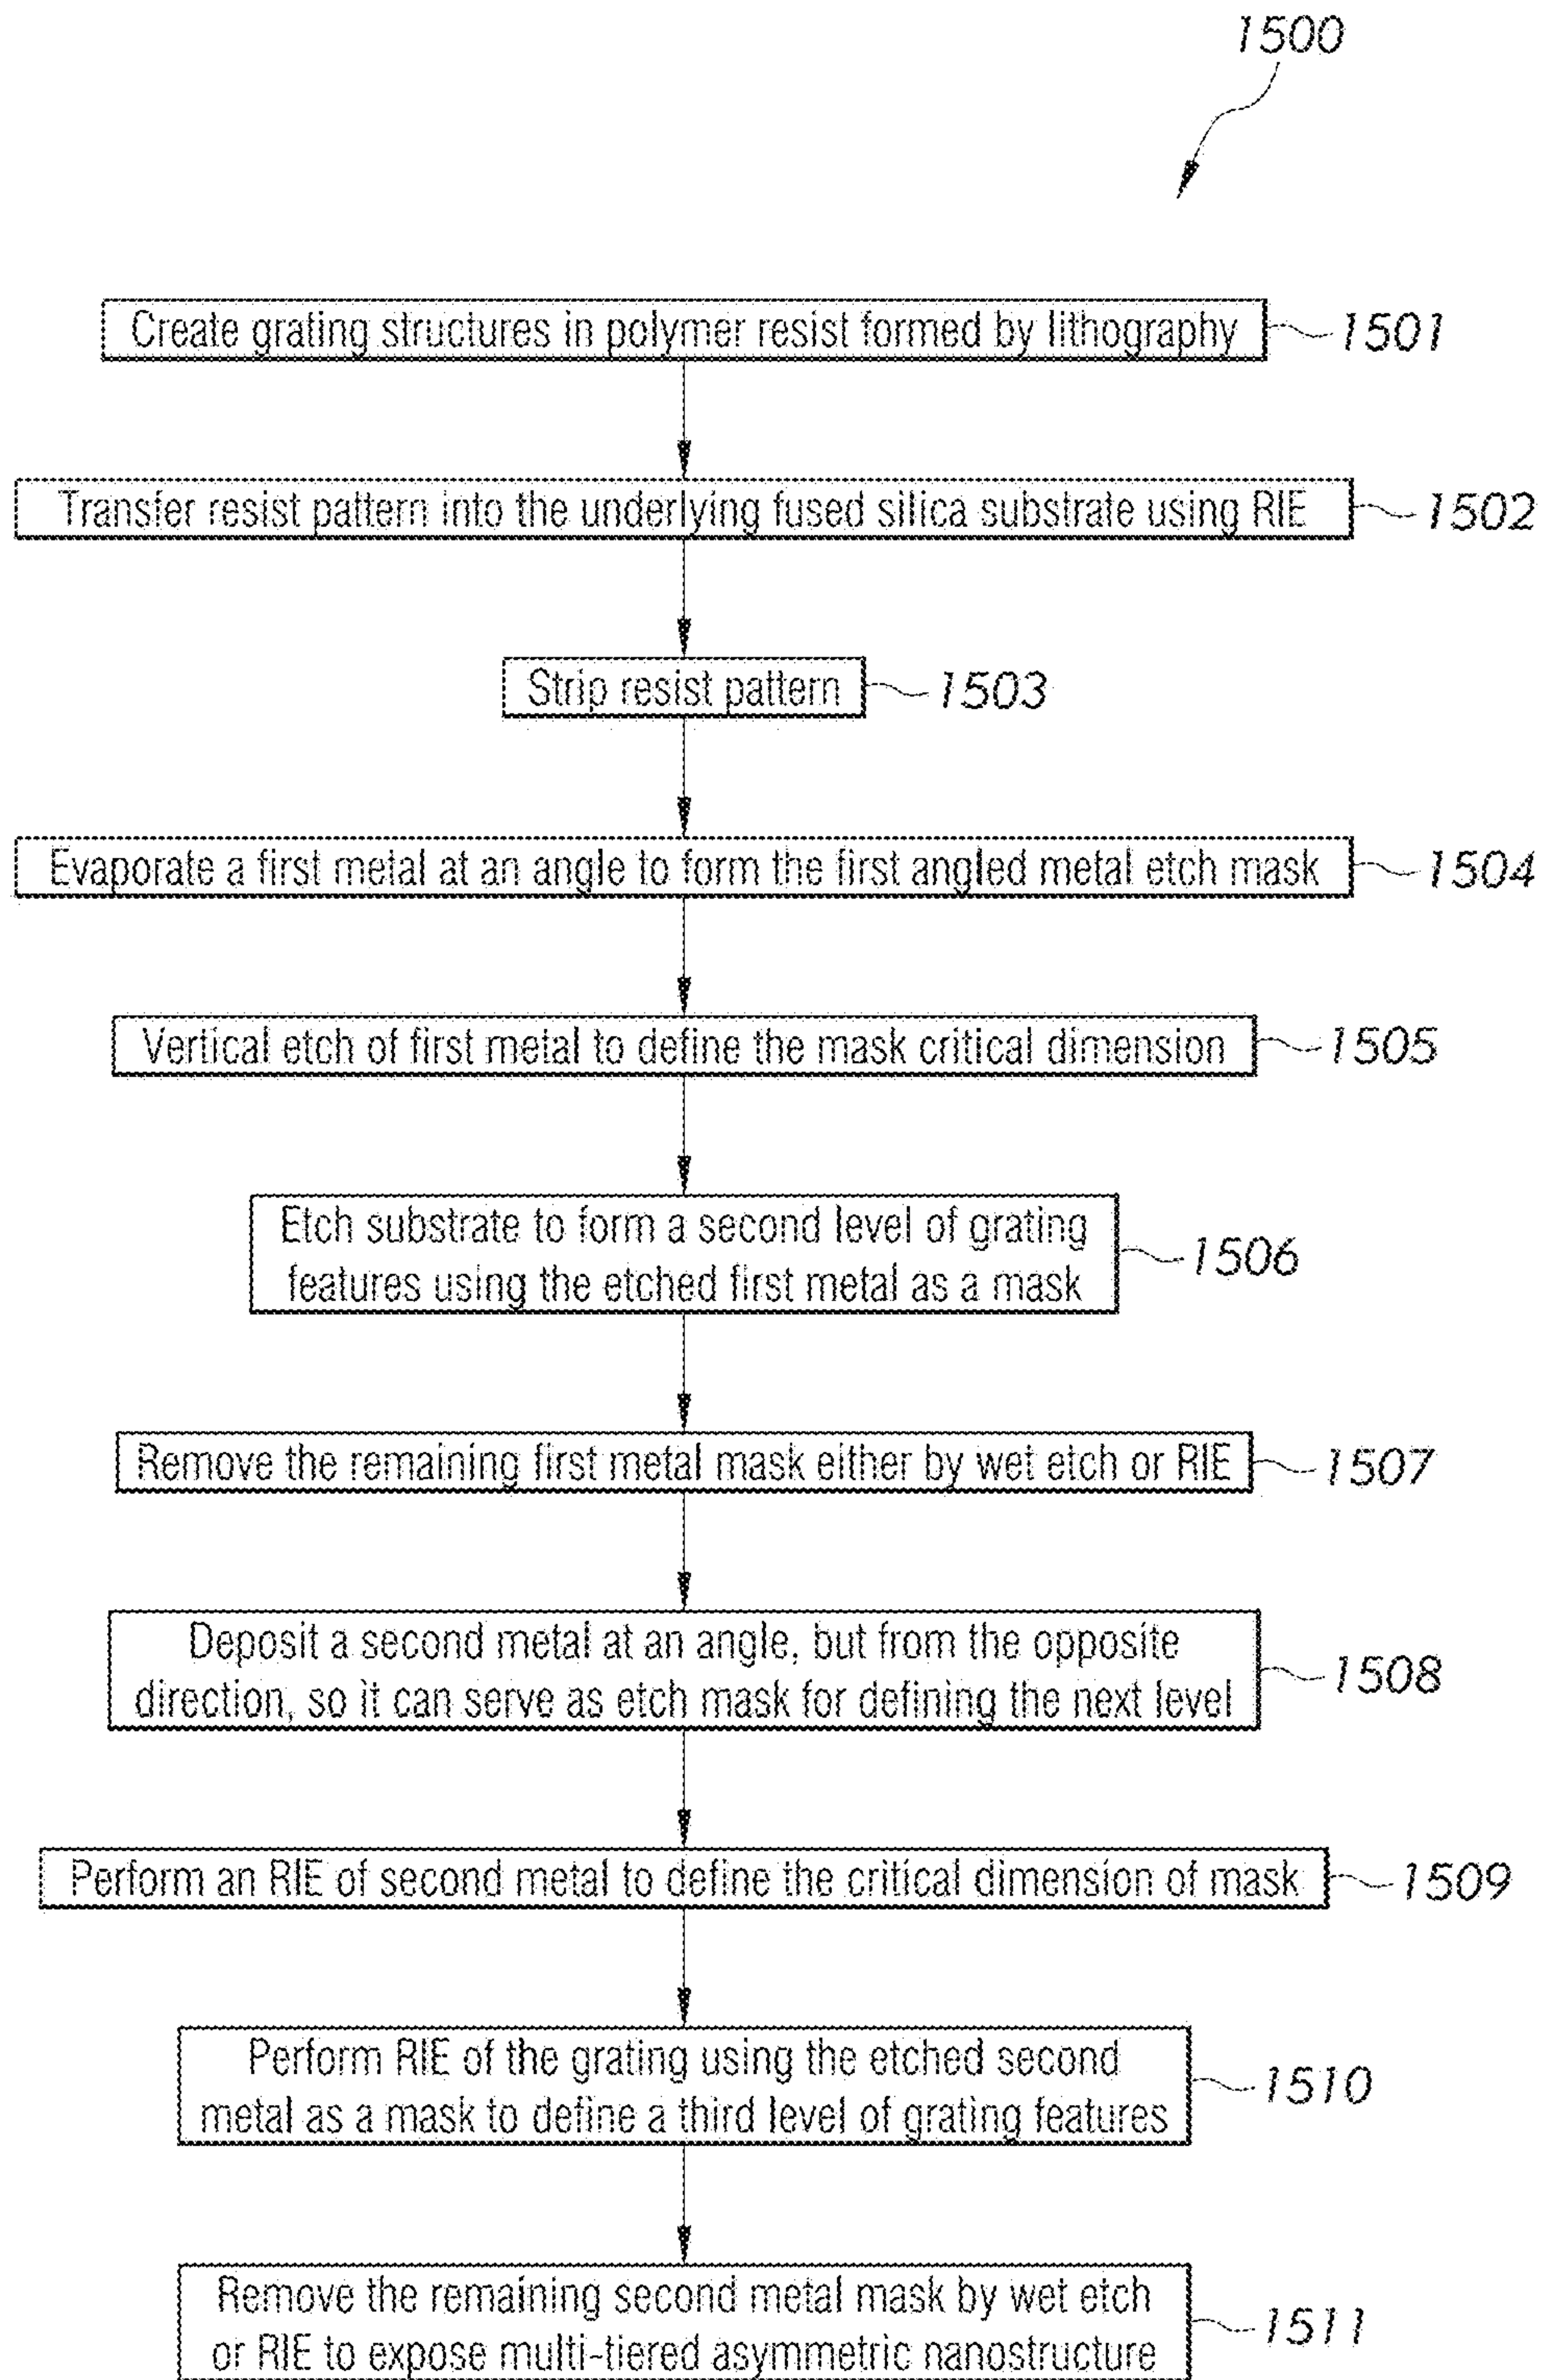 1500
Create grating structures in polymer resist formed by lithography
1501
Transfer resist pattern into the underlying fused silica substrate using RIE
1502
Strip resist pattern
1503
Evaporate a first metal at an angle to form the first angled metal etch mask
1504
Vertical etch of first metal to define the mask critical dimension
1505
Etch substrate to form a second level of grating
features using the etched first metal as a mask
1506
Remove the remaining first metal mask either by wet etch or RIE
1507
Deposit a second metal at an angle, but from the opposite
direction, so it can serve as etch mask for defining the next level
1508
Perform an RIE of second metal to define the critical dimension of mask
1509
Perform RIE of the grating using the etched second
metal as a mask to define a third level of grating features
1510
Remove the remaining second metal mask by wet etch
or RIE to expose multi-tiered asymmetric nanostructure
1511